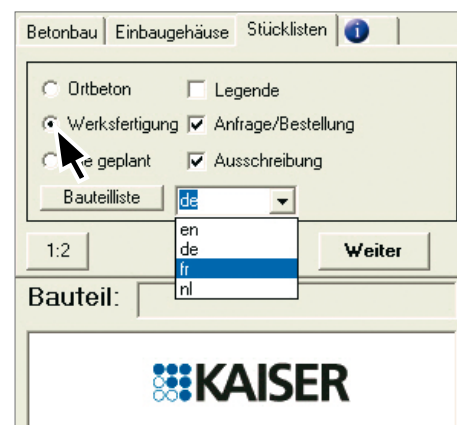 Betonbau Einbaugehäuse Stücklisten i
Ortbeton Legende
Werksfertigung Anfrage/Bestellung
geplant Ausschreibung
Bauteilliste de
en
de
1:2 Weiter
fr
nl
Bauteil:
KAISER